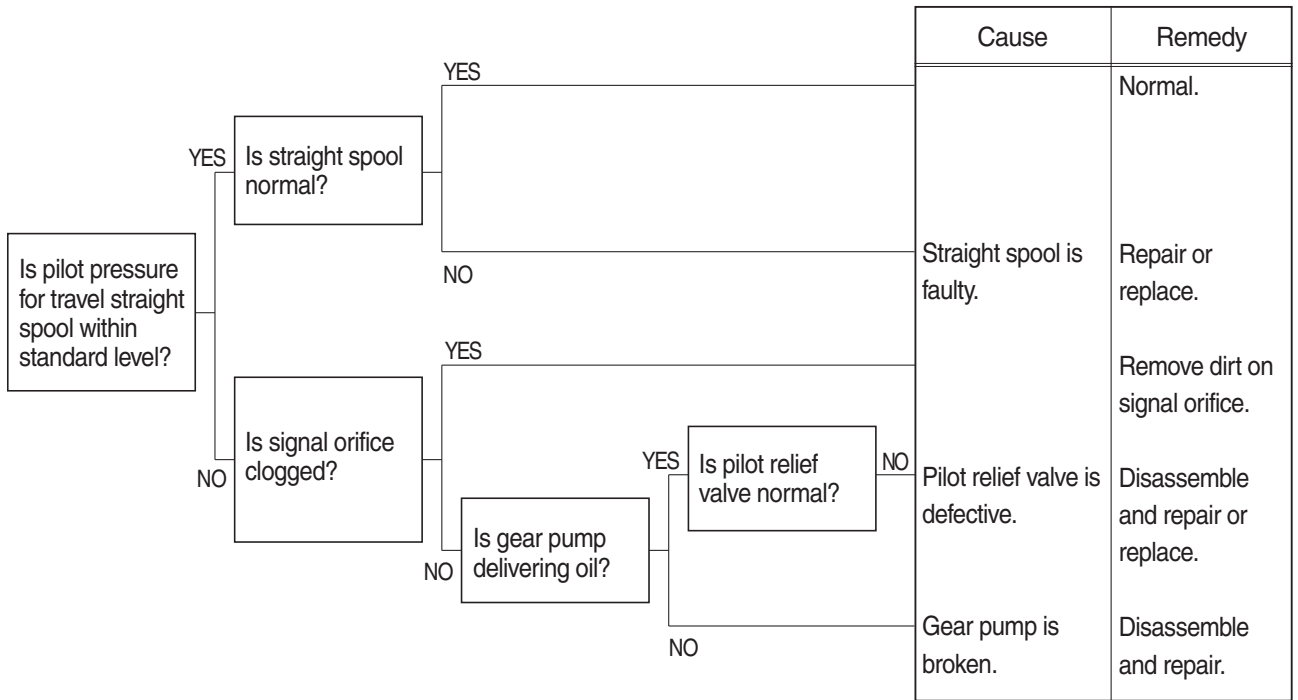 Cause
Remedy
YES
Normal.
YES
Is straight spool
normal?
NO
Straight spool is
faulty.
Repair or
replace.
Is pilot pressure
for travel straight
spool within
standard level?
YES
Remove dirt on
signal orifice.
NO
Is signal orifice
clogged?
YES
Is pilot relief
valve normal?
NO
Pilot relief valve is
defective.
Disassemble
and repair or
replace.
NO
Is gear pump
delivering oil?
NO
Gear pump is
broken.
Disassemble
and repair.